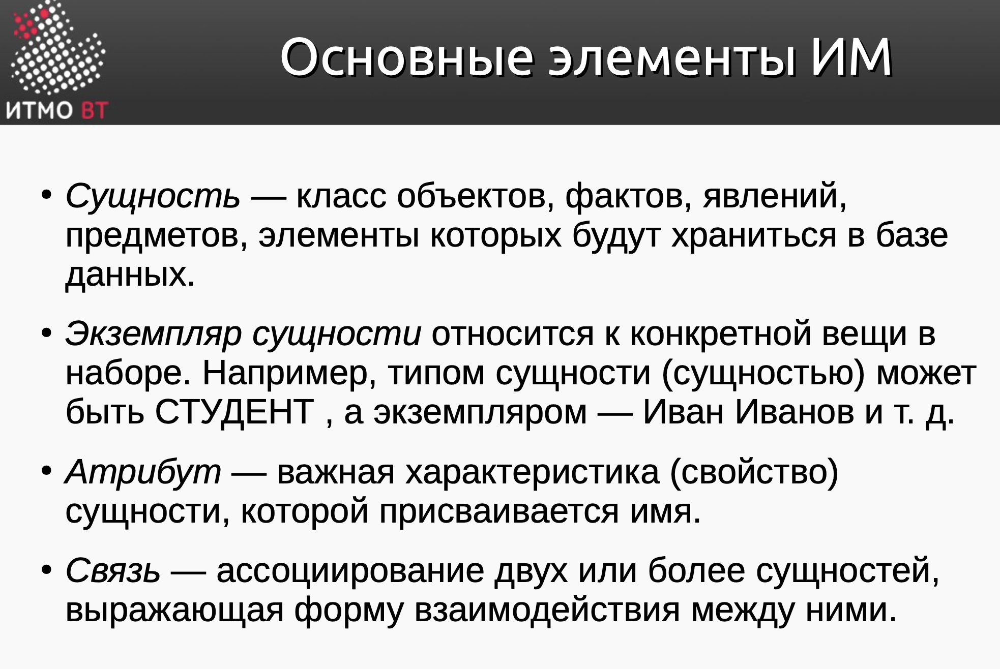 Основные элементы ИМ
ИТМО ВТ
• Сущность — класс объектов, фактов, явлений,
предметов, элементы которых будут храниться в базе
данных.
• Экземпляр сущности относится к конкретной вещи в
наборе. Например, типом сущности (сущностью) может
быть СТУДЕНТ , а экземпляром — Иван Иванов и т. д.
• Атрибут — важная характеристика (свойство)
сущности, которой присваивается имя.
• Связь — ассоциирование двух или более сущностей,
выражающая форму взаимодействия между ними.